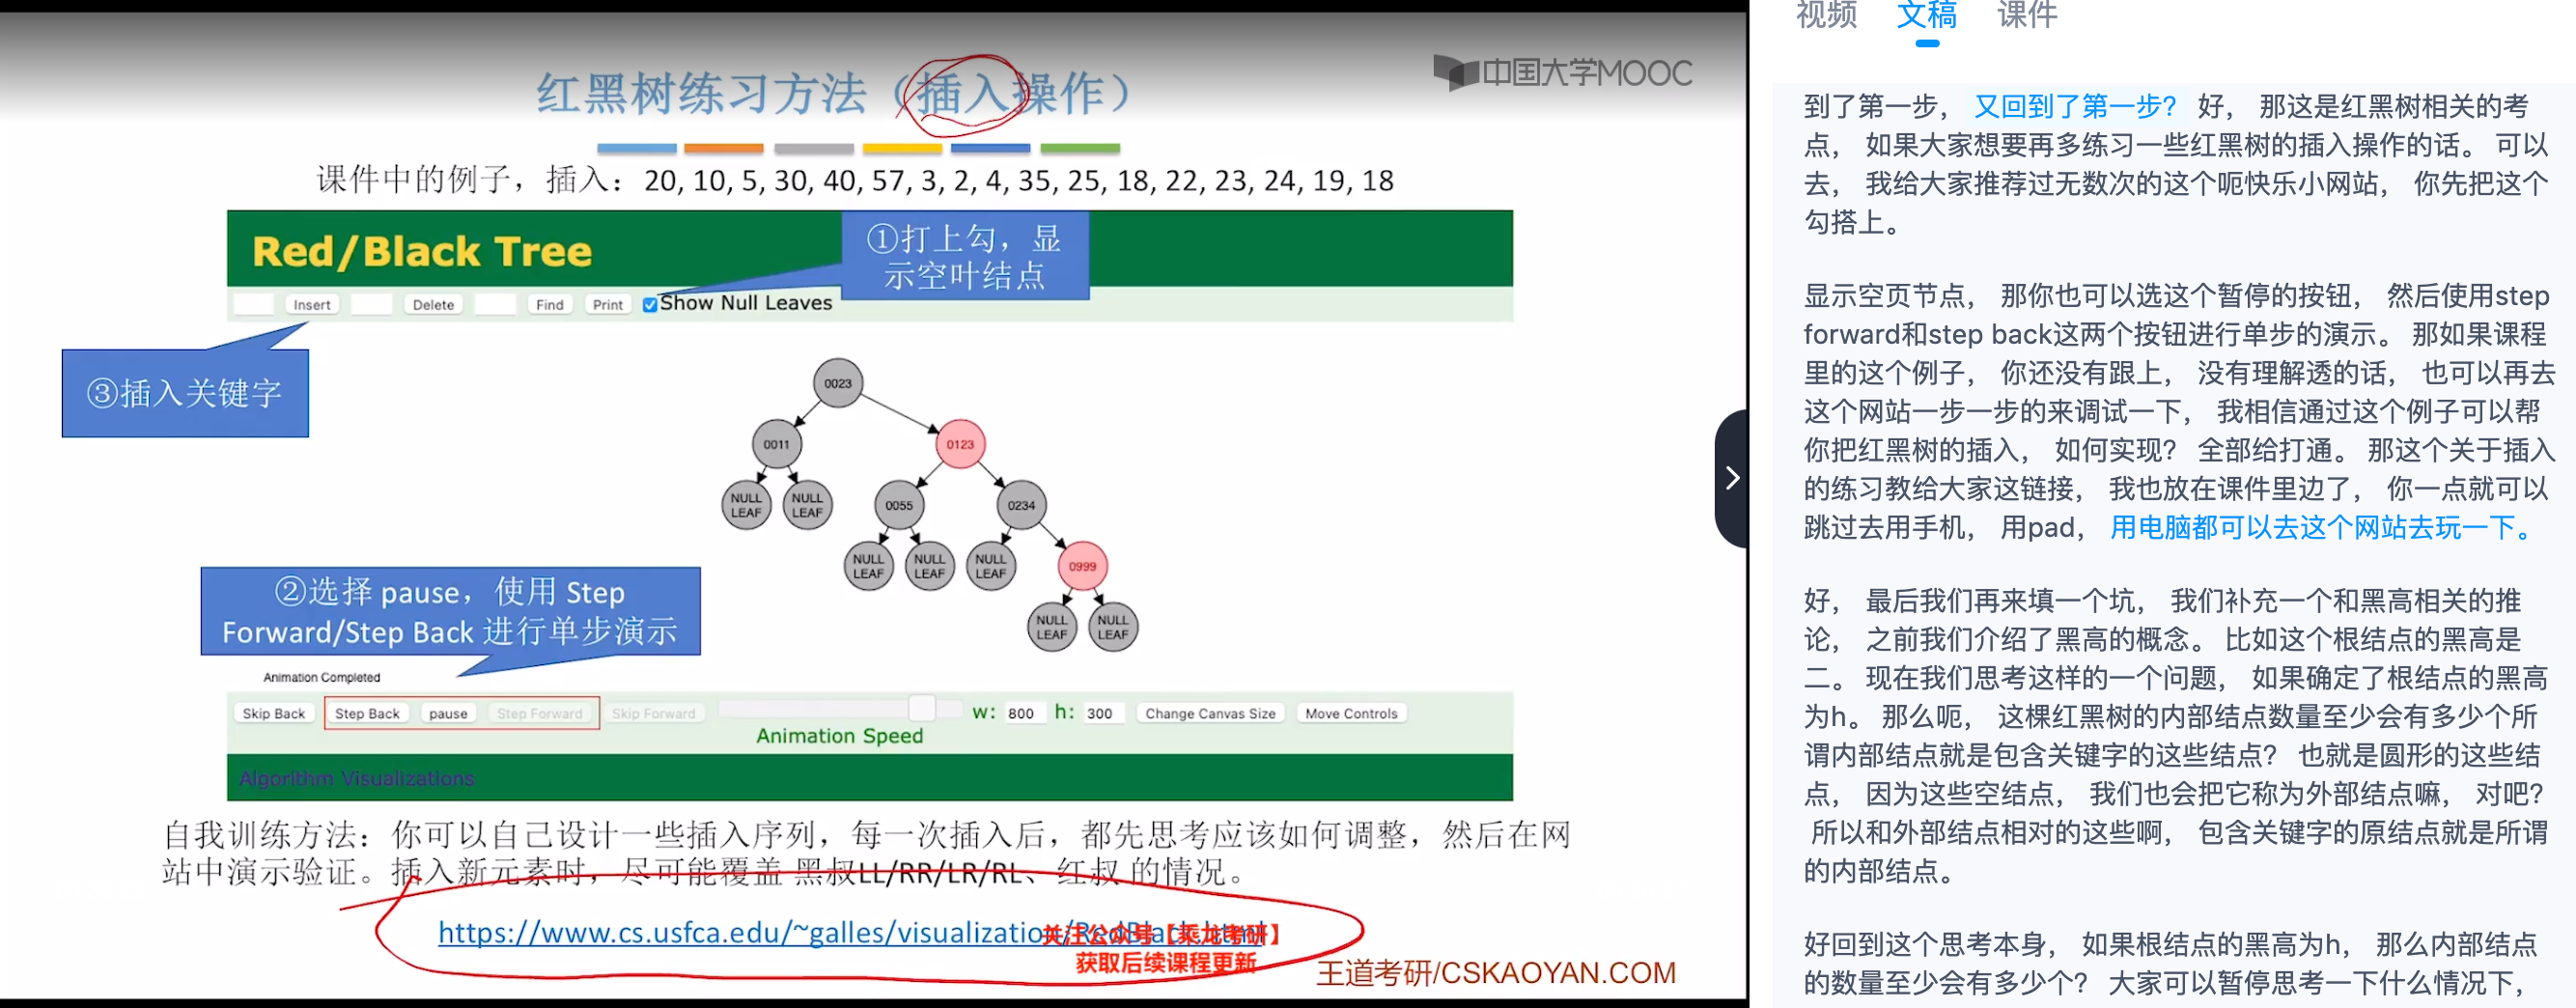 中国大学MOOC
红黑树练习方法（插入操作）
课件中的例子，插入：20, 10, 5, 30, 40, 57, 3, 2, 4, 35, 25, 18, 22, 23, 24, 19, 18
Red/Black Tree
①打上勾，显
示空叶结点
Insert Delete Find Print Show Null Leaves
③插入关键字
0023
0011
0123
NULL LEAF
NULL LEAF
0055
0234
NULL LEAF
NULL LEAF
NULL LEAF
0999
NULL LEAF
NULL LEAF
②选择 pause，使用 Step
Forward/Step Back 进行单步演示
Animation Completed
Skip Back Step Back pause Step Forward Skip Forward w: 800 h: 300 Change Canvas Size Move Controls
Animation Speed
Algorithm Visualizations
自我训练方法：你可以自己设计一些插入序列，每一次插入后，都先思考应该如何调整，然后在网
站中演示验证。插入新元素时，尽可能覆盖 黑叔LL/RR/LR/RL、红叔 的情况。
https://www.cs.usfca.edu/~galles/visualization/RedBlack.html
关注公众号【乘龙考研】
获取后续课程更新
王道考研/CSKAOYAN.COM
视频 文稿 课件
到了第一步， 又回到了第一步？ 好， 那这是红黑树相关的考
点， 如果大家想要再多练习一些红黑树的插入操作的话。 可以
去， 我给大家推荐过无数次的这个呃快乐小网站， 你先把这个
勾搭上。
显示空页节点， 那你也可以选这个暂停的按钮， 然后使用step
forward和step back这两个按钮进行单步的演示。 那如果课程
里的这个例子， 你还没有跟上， 没有理解透的话， 也可以再去
这个网站一步一步的来调试一下， 我相信通过这个例子可以帮
你把红黑树的插入， 如何实现？ 全部给打通。 那这个关于插入
的练习教给大家这链接， 我也放在课件里边了， 你一点就可以
跳过去用手机， 用pad， 用电脑都可以去这个网站去玩一下。
好， 最后我们再来填一个坑， 我们补充一个和黑高相关的推
论， 之前我们介绍了黑高的概念。 比如这个根结点的黑高是
二。 现在我们思考这样的一个问题， 如果确定了根结点的黑高
为h。 那么呃， 这棵红黑树的内部结点数量至少会有多少个所
谓内部结点就是包含关键字的这些结点？ 也就是圆形的这些结
点， 因为这些空结点， 我们也会把它称为外部结点嘛， 对吧？
所以和外部结点相对的这些啊， 包含关键字的原结点就是所谓
的内部结点。
好回到这个思考本身， 如果根结点的黑高为h， 那么内部结点
的数量至少会有多少个？ 大家可以暂停思考一下什么情况下，